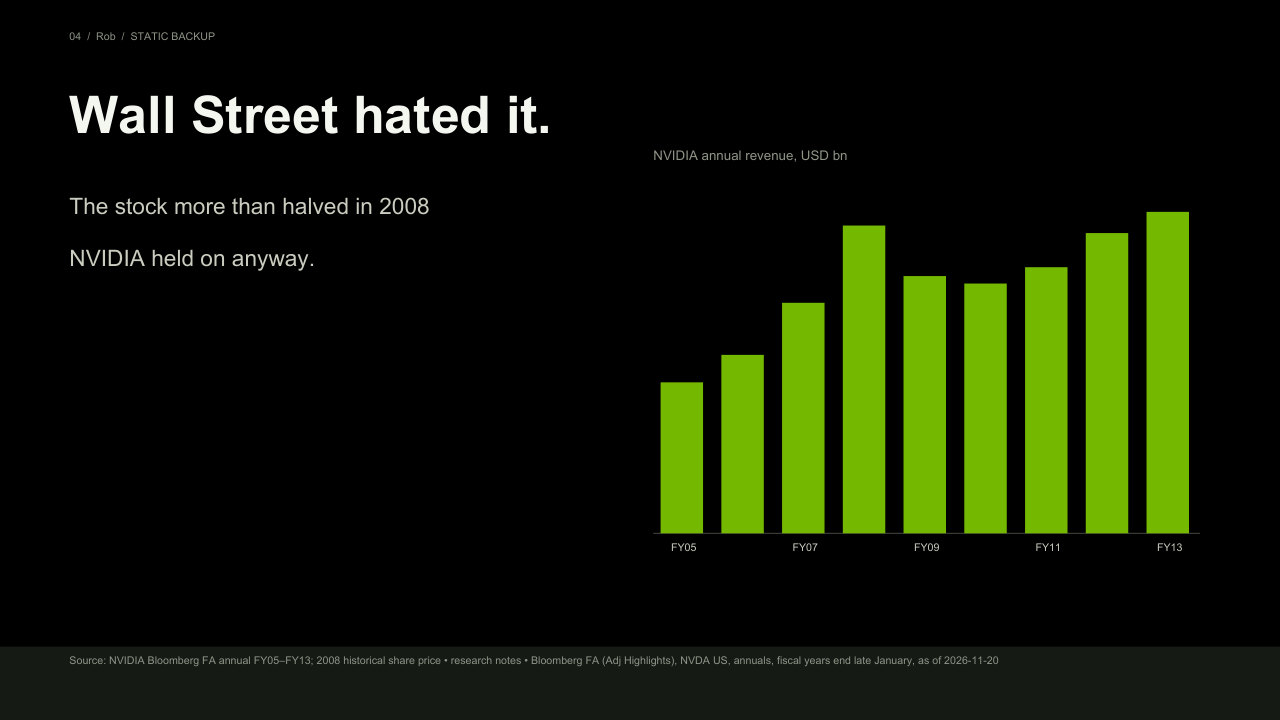 04 / Rob / STATIC BACKUP
Wall Street hated it.
NVIDIA annual revenue, USD bn
The stock more than halved in 2008
NVIDIA held on anyway.
FY05 FY07 FY09 FY11 FY13
Source: NVIDIA Bloomberg FA annual FY05–FY13; 2008 historical share price • research notes • Bloomberg FA (Adj Highlights), NVDA US, annuals, fiscal years end late January, as of 2026-11-20